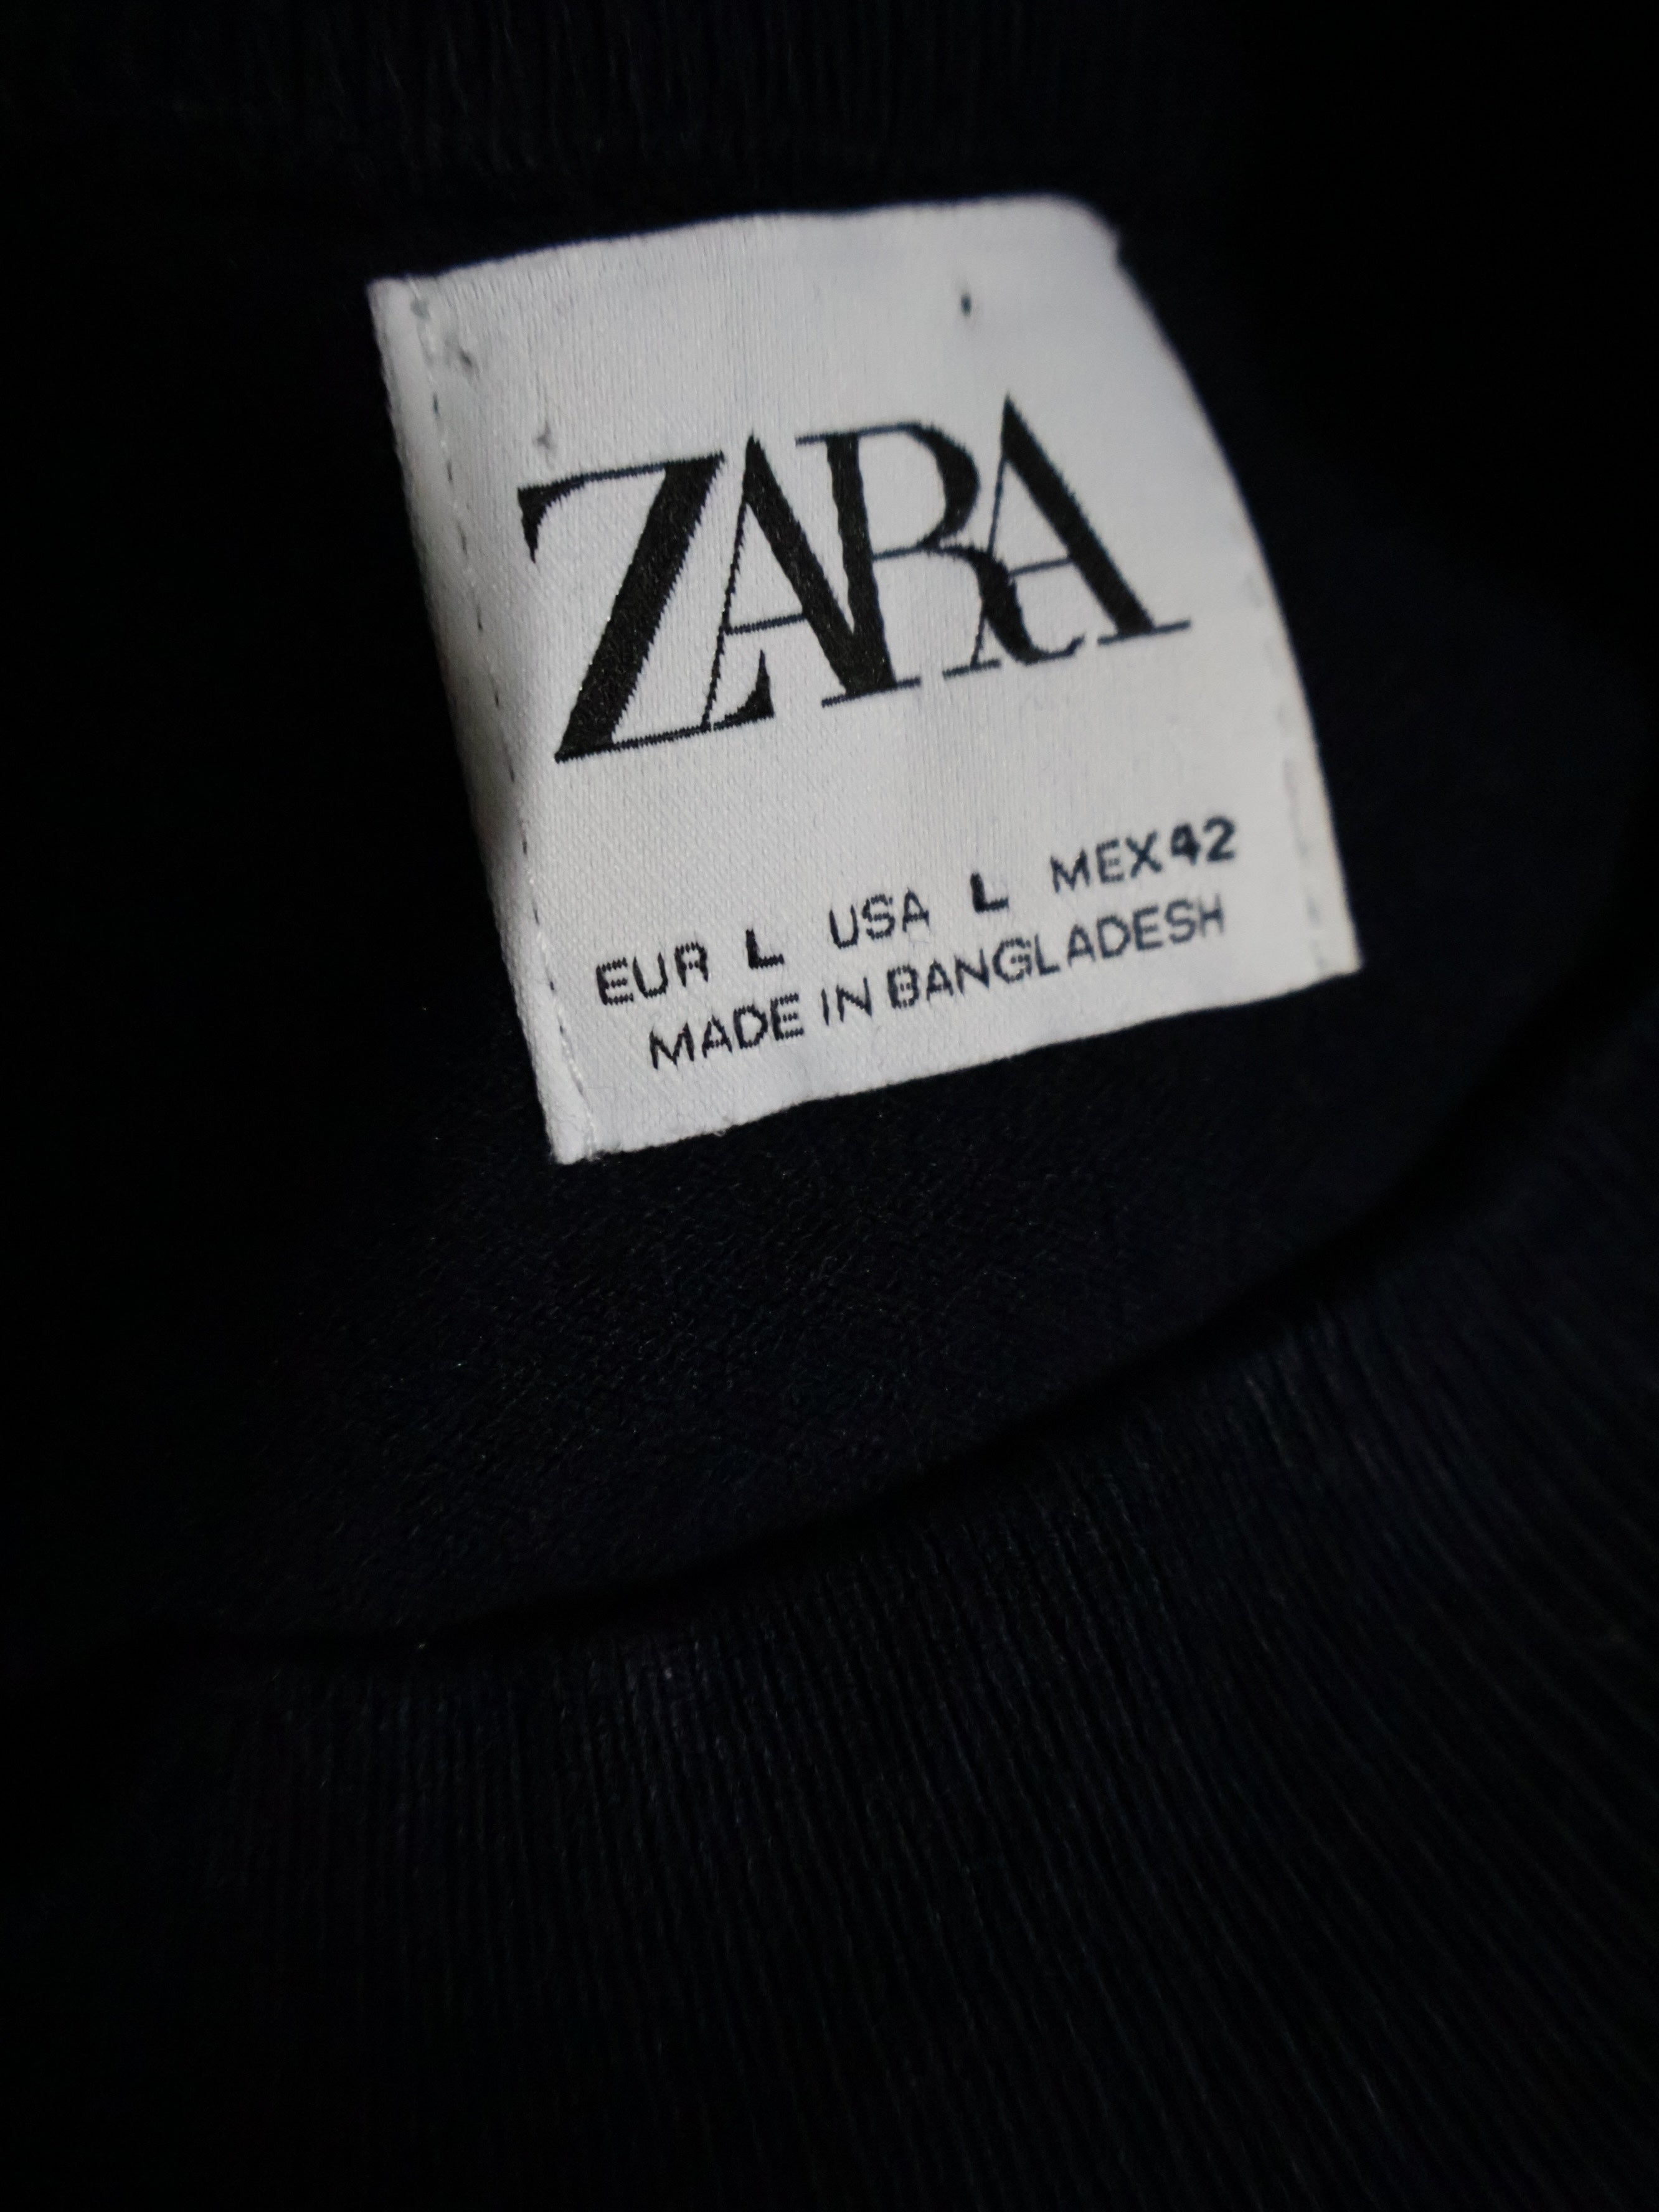 ZARA
EUR L USA L MEX 42
MADE IN BANGLADESH